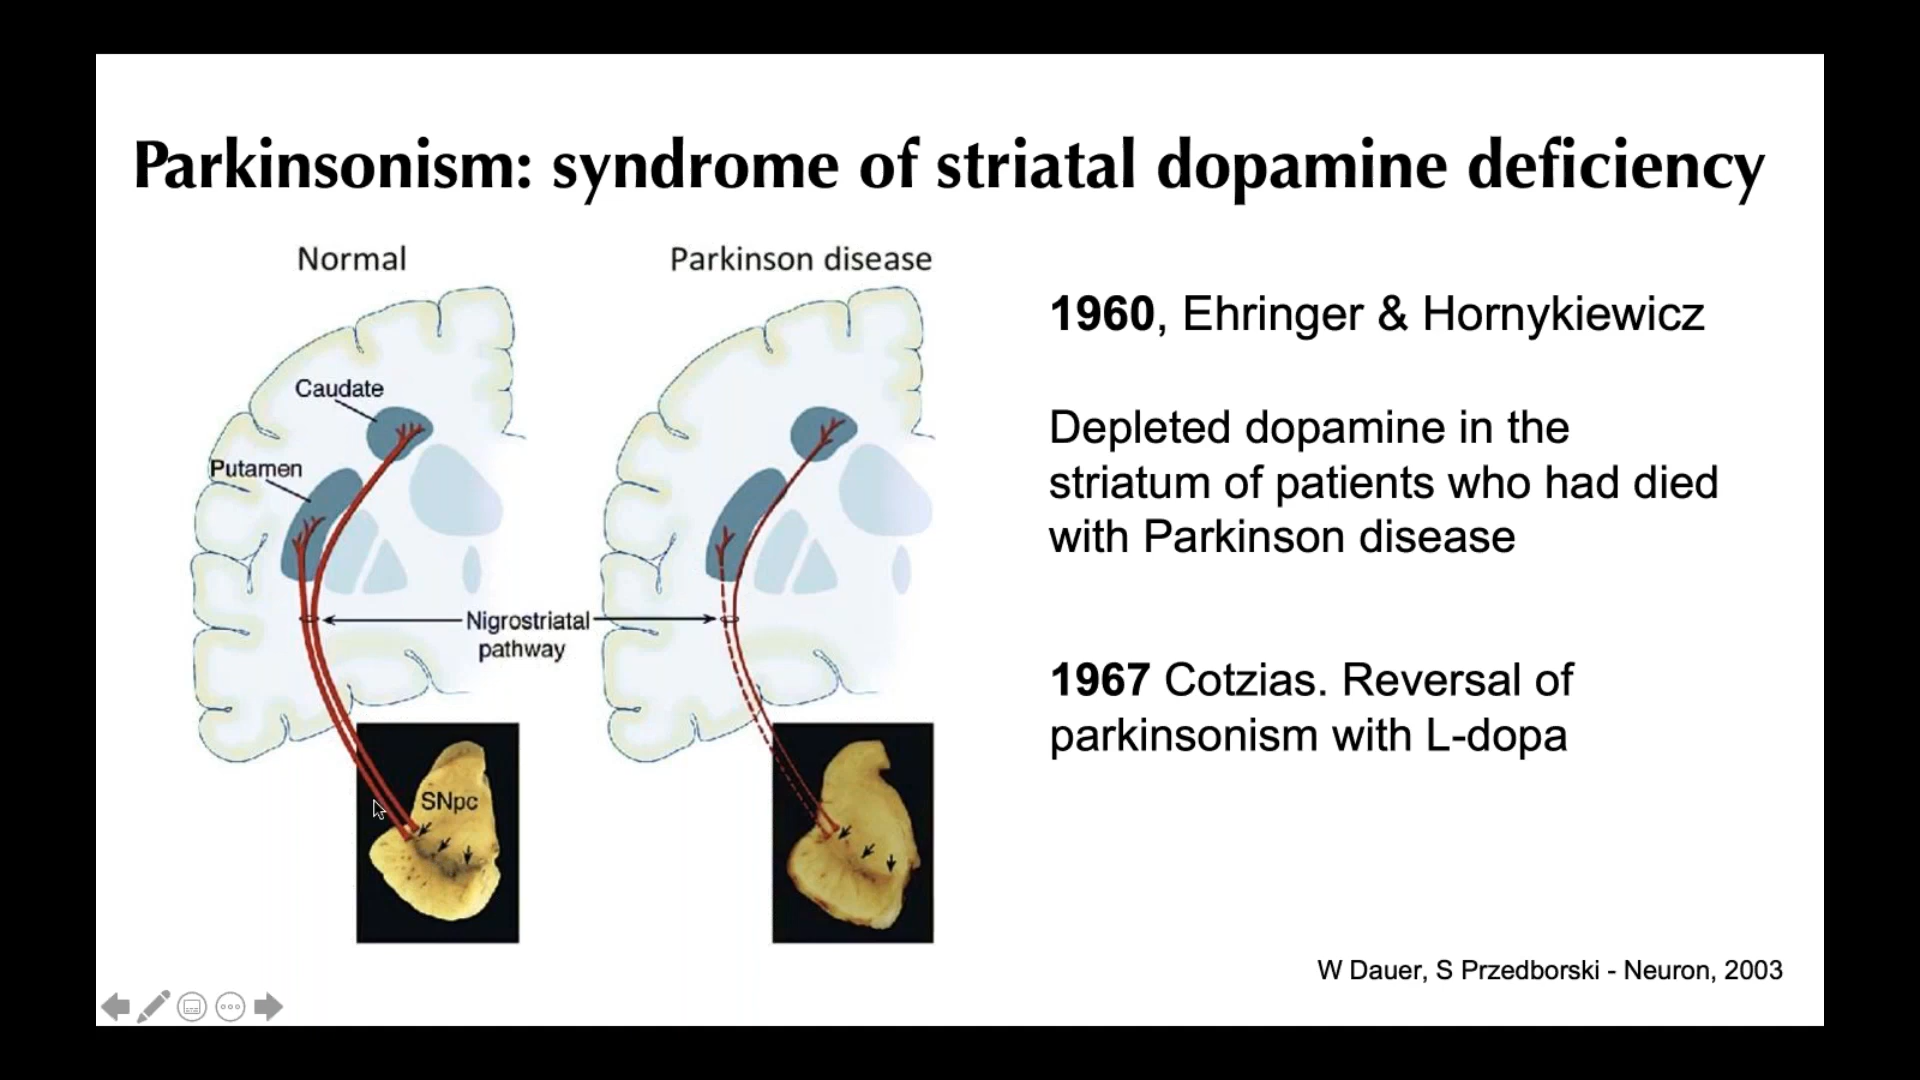 Parkinsonism: syndrome of striatal dopamine deficiency
Normal
Parkinson disease
Caudate
Putamen
Nigrostriatal
pathway
SNpc
1960, Ehringer & Hornykiewicz
Depleted dopamine in the
striatum of patients who had died
with Parkinson disease
1967 Cotzias. Reversal of
parkinsonism with L-dopa
W Dauer, S Przedborski - Neuron, 2003